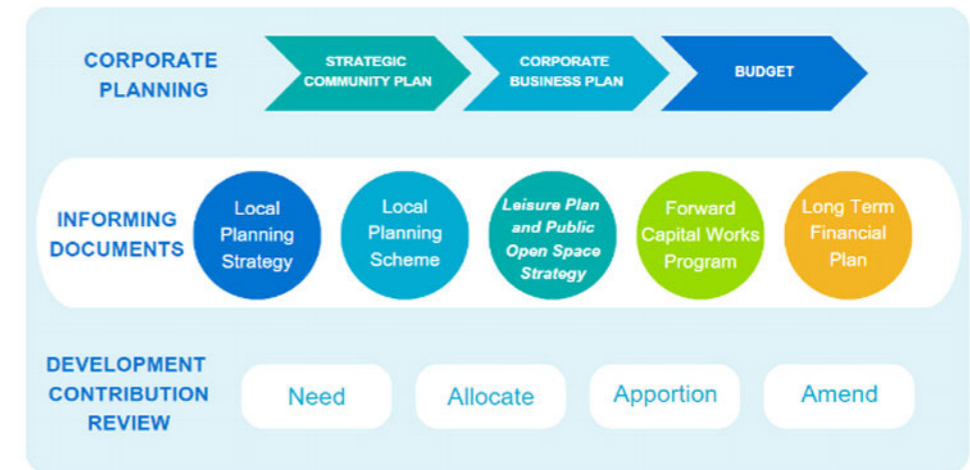 CORPORATE
PLANNING
STRATEGIC
COMMUNITY PLAN
CORPORATE
BUSINESS PLAN
BUDGET
INFORMING
DOCUMENTS
Local
Planning
Strategy
Local
Planning
Scheme
Leisure Plan
and Public
Open Space
Strategy
Forward
Capital Works
Program
Long Term
Financial
Plan
DEVELOPMENT
CONTRIBUTION
REVIEW
Need
Allocate
Apportion
Amend